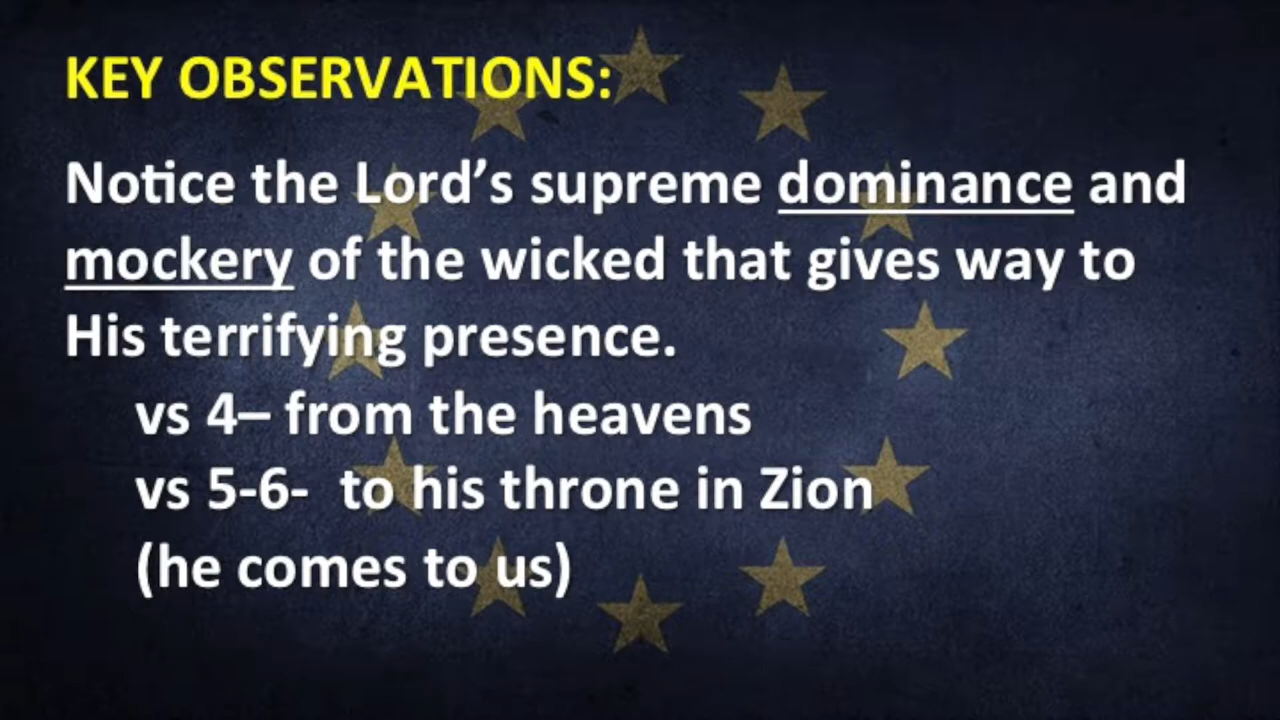 KEY OBSERVATIONS:
Notice the Lord’s supreme dominance and
mockery of the wicked that gives way to
His terrifying presence.
vs 4– from the heavens
vs 5-6-  to his throne in Zion
(he comes to us)